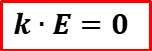 k · E = 0